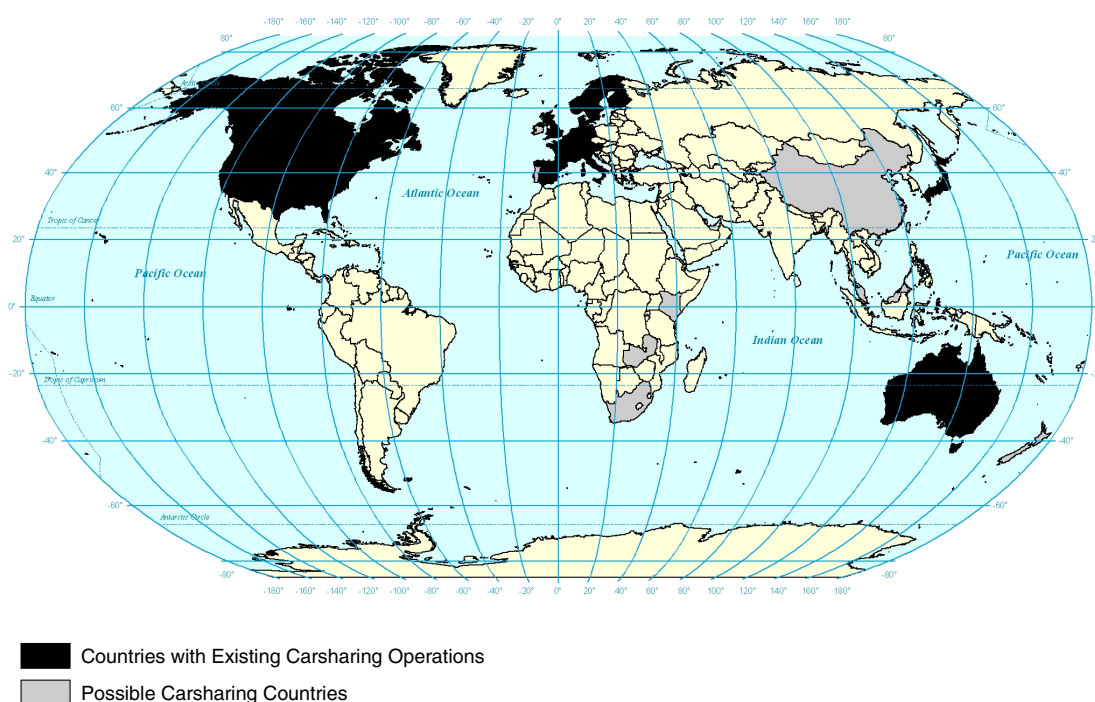 -180° -160° -140° -120° -100° -80° -60° -40° -20° 0° 20° 40° 60° 80° 100° 120° 140° 160° 180°
80° 80°
Arctic Circle
60° 60°
40° Atlantic Ocean 40°
Tropic of Cancer
20° 2
Pacific Ocean Pacific Ocean
Equator
0°
Indian Ocean
-20° -
Tropic of Capricorn
-40° -40°
-60° -60°
Antarctic Circle
-80° -80°
-180° -160° -140° -120° -100° -80° -60° -40° -20° 0° 20° 40° 60° 80° 100° 120° 140° 160° 180°
Countries with Existing Carsharing Operations
Possible Carsharing Countries